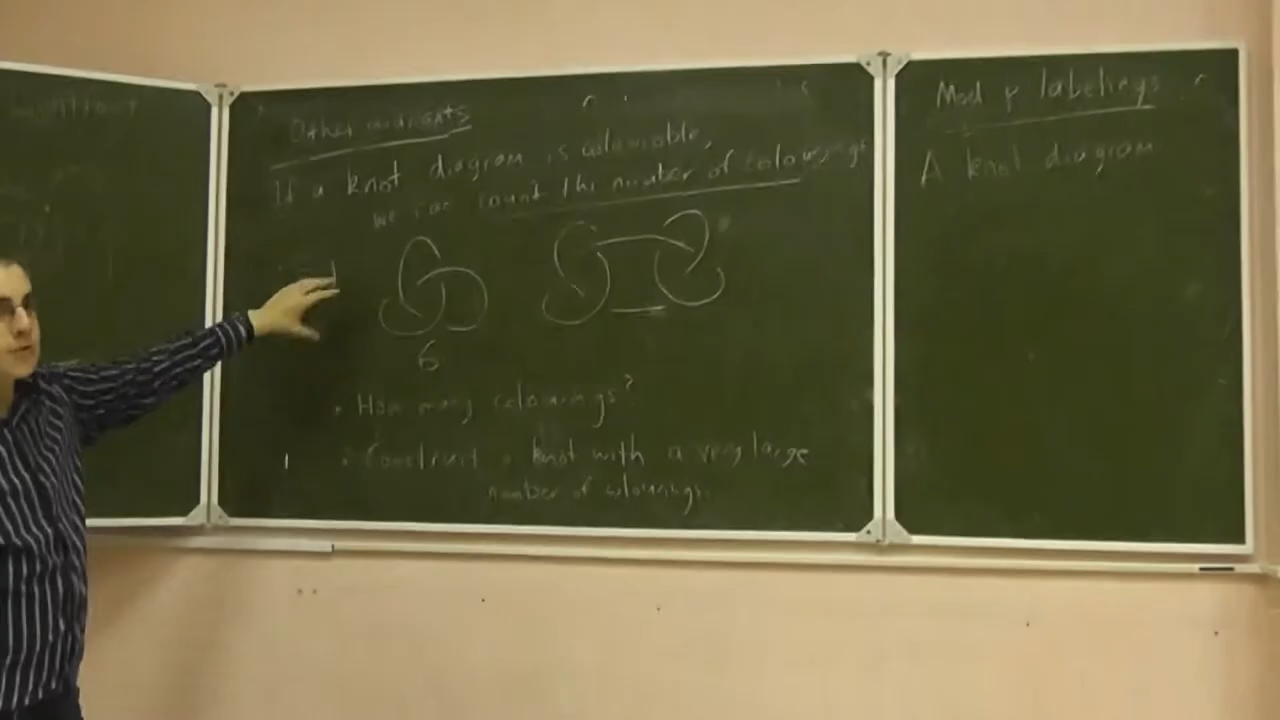 Other invariants
If a knot diagram is colourable,
we can count the number of colourings
6
• How many colourings?
• Construct a knot with a very large
number of colourings.
Mod p labelings
A knot diagram